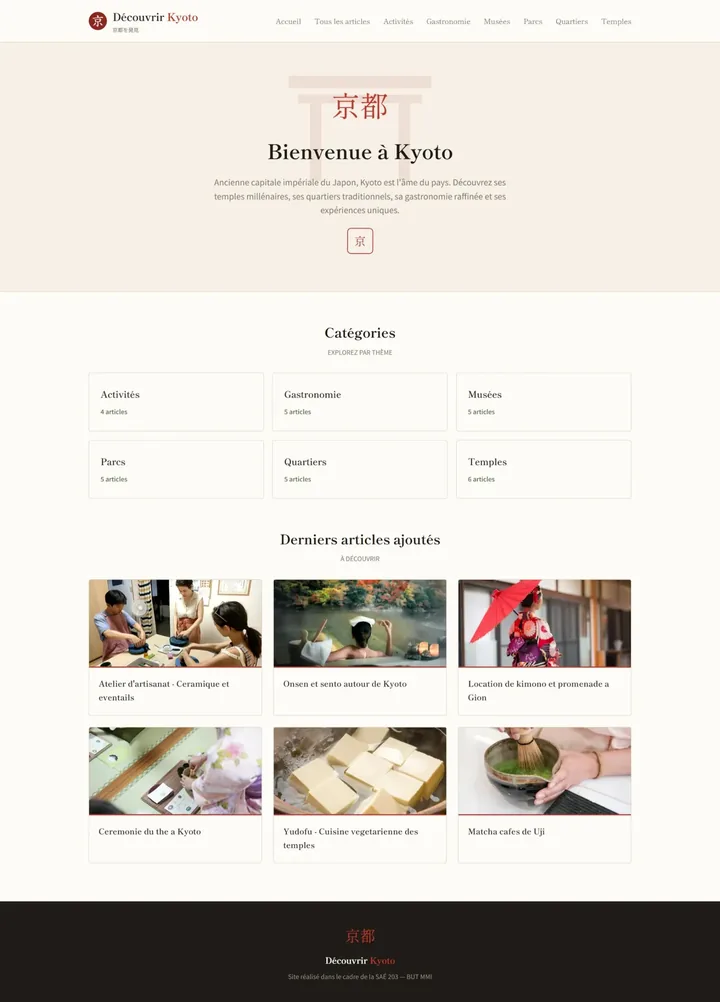 京
Découvrir Kyoto
京都を発見
Accueil Tous les articles Activités Gastronomie Musées Parcs Quartiers Temples
京都
Bienvenue à Kyoto
Ancienne capitale impériale du Japon, Kyoto est l'âme du pays. Découvrez ses
temples millénaires, ses quartiers traditionnels, sa gastronomie raffinée et ses
expériences uniques.
京
Catégories
EXPLOREZ PAR THÈME
Activités
4 articles
Gastronomie
5 articles
Musées
5 articles
Parcs
5 articles
Quartiers
5 articles
Temples
6 articles
Derniers articles ajoutés
À DÉCOUVRIR
Atelier d'artisanat - Ceramique et
eventails
Onsen et sento autour de Kyoto
Location de kimono et promenade a
Gion
Ceremonie du the a Kyoto
Yudofu - Cuisine vegetarienne des
temples
Matcha cafes de Uji
京都
Découvrir Kyoto
Site réalisé dans le cadre de la SAÉ 203 — BUT MMI